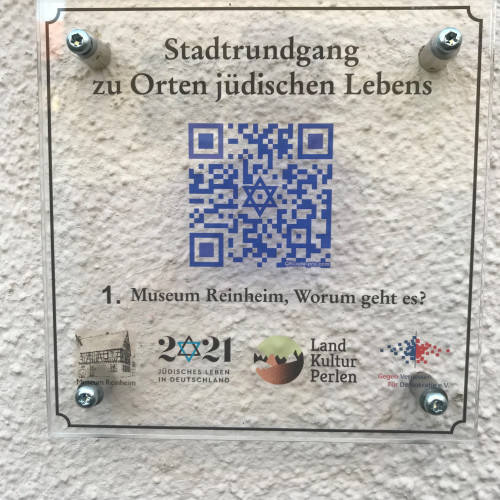 Stadtrundgang
zu Orten jüdischen Lebens
1. Museum Reinheim, Worum geht es?
Museum Reinheim
2021
JÜDISCHES LEBEN
IN DEUTSCHLAND
Land
Kultur
Perlen
Gegen Vergessen
Für Demokratie e.V.